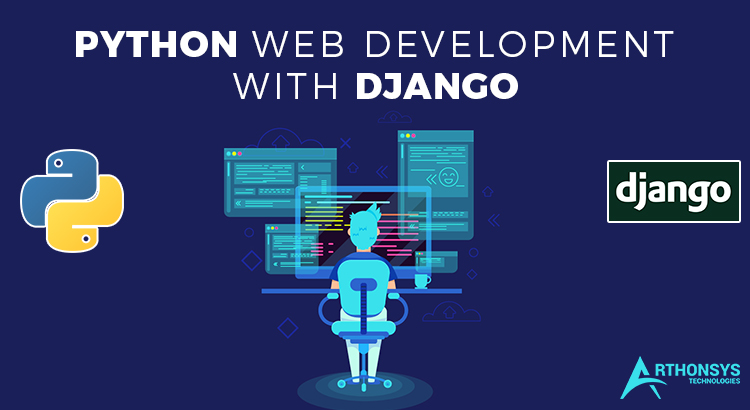 PYTHON WEB DEVELOPMENT
WITH DJANGO
django
ARTHONSYS
TECHNOLOGIES